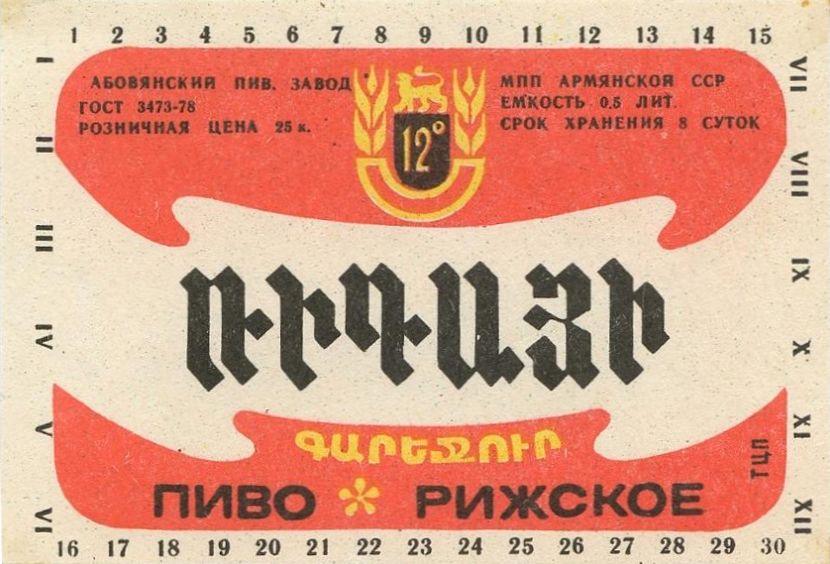 1 2 3 4 5 6 7 8 9 10 11 12 13 14 15
I II III IV V VI
АБОВЯНСКИЙ ПИВ. ЗАВОД
ГОСТ 3473-78
РОЗНИЧНАЯ ЦЕНА 25 к.
12°
МПП АРМЯНСКОЙ ССР
ЕМКОСТЬ 0.5 ЛИТ.
СРОК ХРАНЕНИЯ 8 СУТОК
VII VIII IX X XI XII
ՌԻԳԱՅԻ
ԳԱՐԵՋՈՒՐ
ПИВО * РИЖСКОЕ
ТЦП
16 17 18 19 20 21 22 23 24 25 26 27 28 29 30